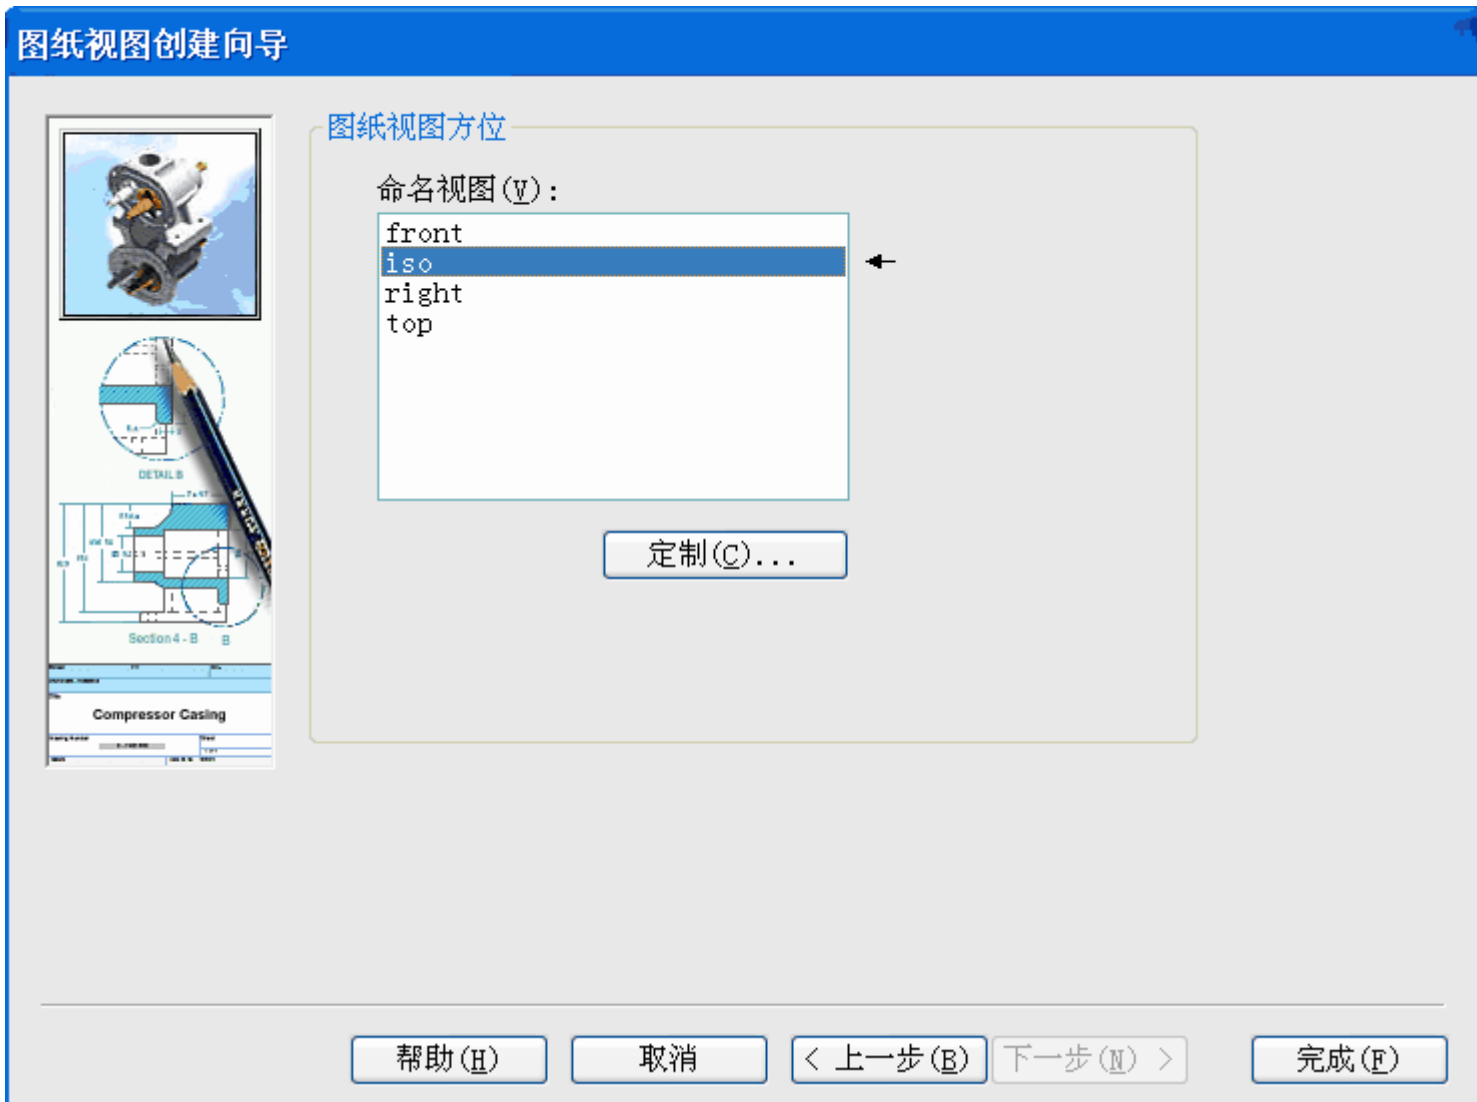 图纸视图创建向导
图纸视图方位
命名视图(V):
front
iso
right
top
定制(C)...
DETAIL B
Section 4 - B
B
Compressor Casing
帮助(H)
取消
< 上一步(B)
下一步(N) >
完成(F)